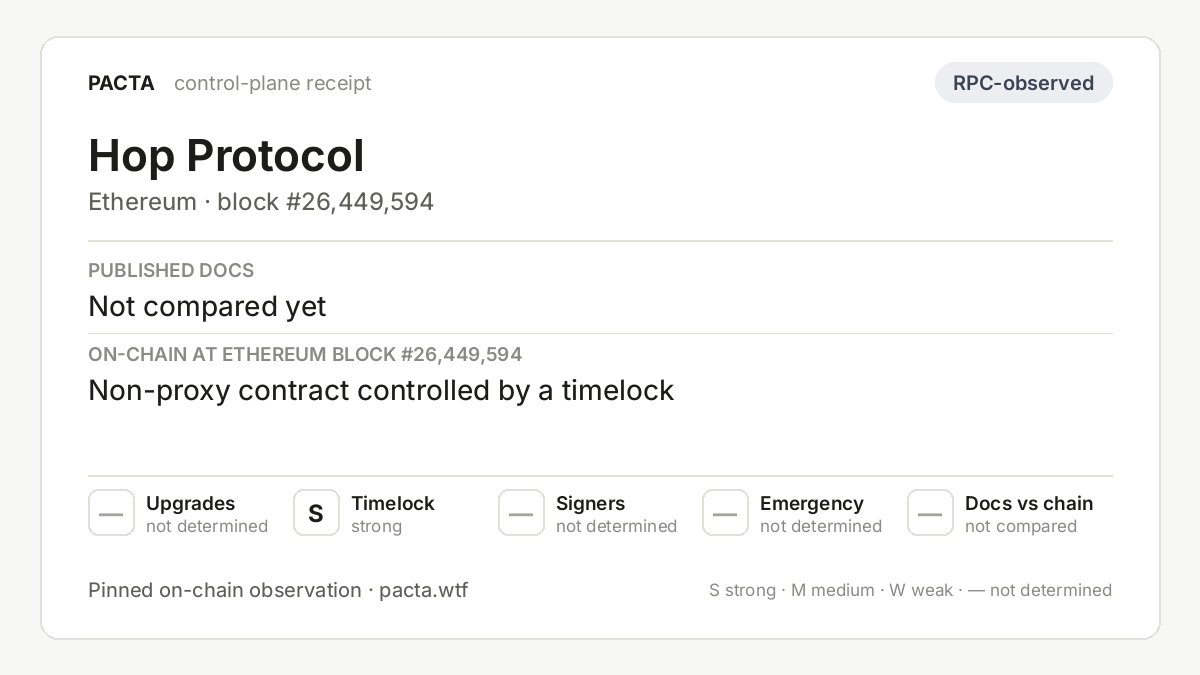 PACTA control-plane receipt
RPC-observed
Hop Protocol
Ethereum · block #26,449,594
PUBLISHED DOCS
Not compared yet
ON-CHAIN AT ETHEREUM BLOCK #26,449,594
Non-proxy contract controlled by a timelock
— Upgrades
not determined
S Timelock
strong
— Signers
not determined
— Emergency
not determined
— Docs vs chain
not compared
Pinned on-chain observation · pacta.wtf
S strong · M medium · W weak · — not determined